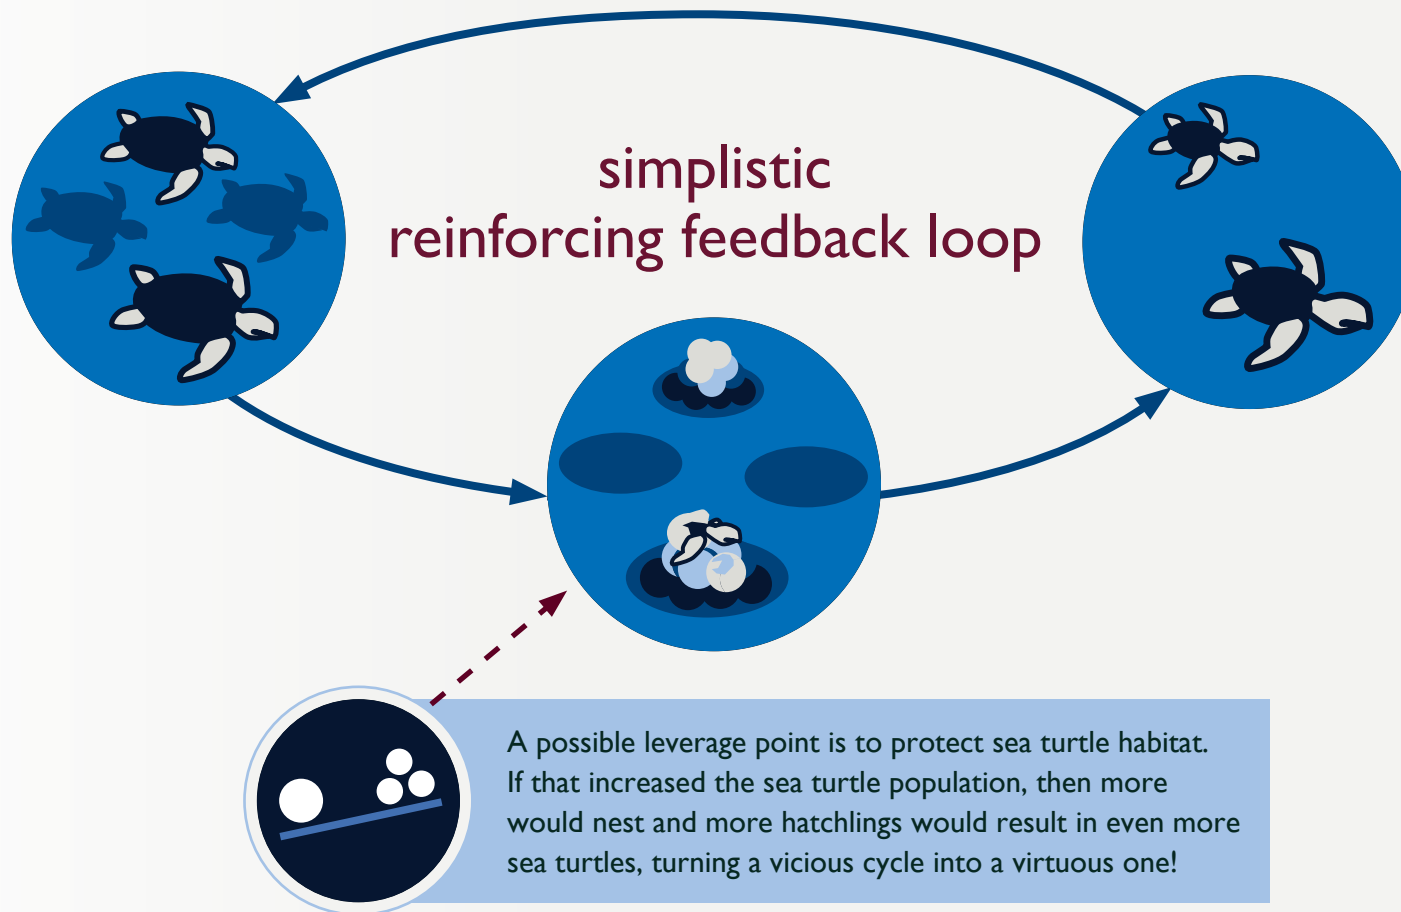 simplistic
reinforcing feedback loop
A possible leverage point is to protect sea turtle habitat.
If that increased the sea turtle population, then more
would nest and more hatchlings would result in even more
sea turtles, turning a vicious cycle into a virtuous one!